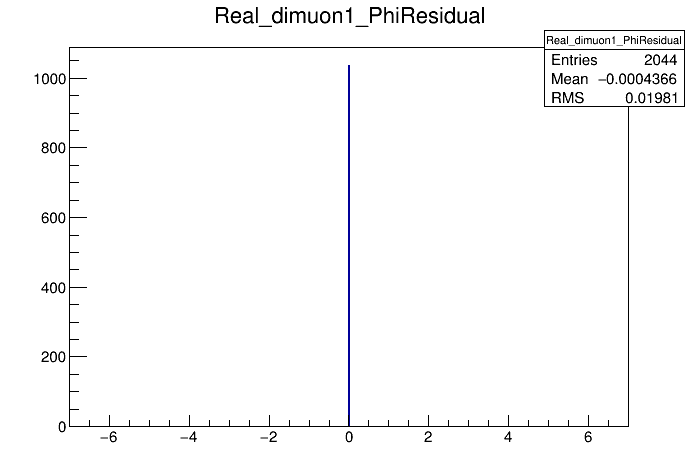 Real_dimuon1_PhiResidual
Real_dimuon1_PhiResidual
Entries 2044
Mean −0.0004366
RMS 0.01981
1000
800
600
400
200
0
−6 −4 −2 0 2 4 6